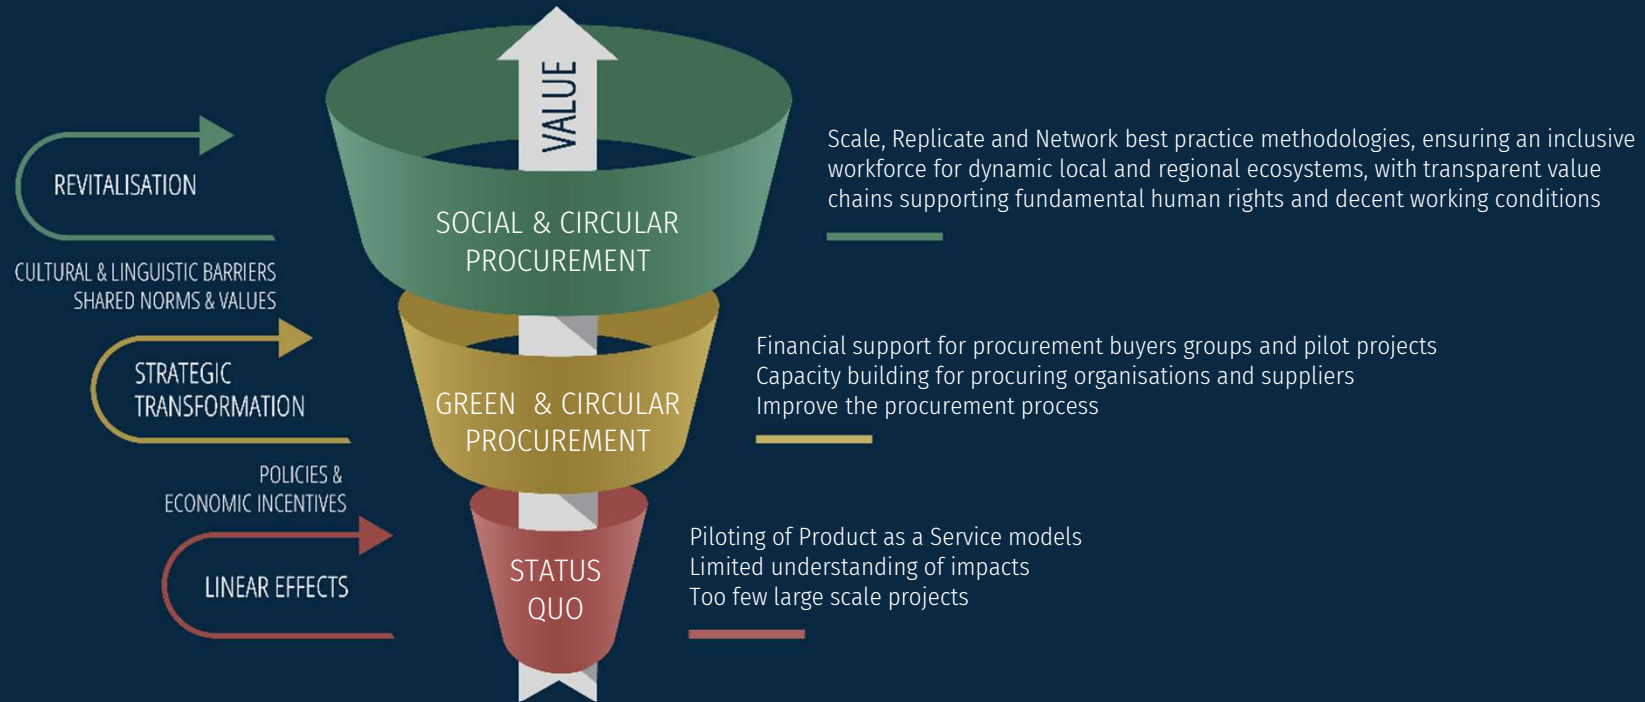 VALUE
REVITALISATION
SOCIAL & CIRCULAR
PROCUREMENT
Scale, Replicate and Network best practice methodologies, ensuring an inclusive
workforce for dynamic local and regional ecosystems, with transparent value
chains supporting fundamental human rights and decent working conditions
CULTURAL & LINGUISTIC BARRIERS
SHARED NORMS & VALUES
STRATEGIC
TRANSFORMATION
GREEN & CIRCULAR
PROCUREMENT
Financial support for procurement buyers groups and pilot projects
Capacity building for procuring organisations and suppliers
Improve the procurement process
POLICIES &
ECONOMIC INCENTIVES
LINEAR EFFECTS
STATUS
QUO
Piloting of Product as a Service models
Limited understanding of impacts
Too few large scale projects